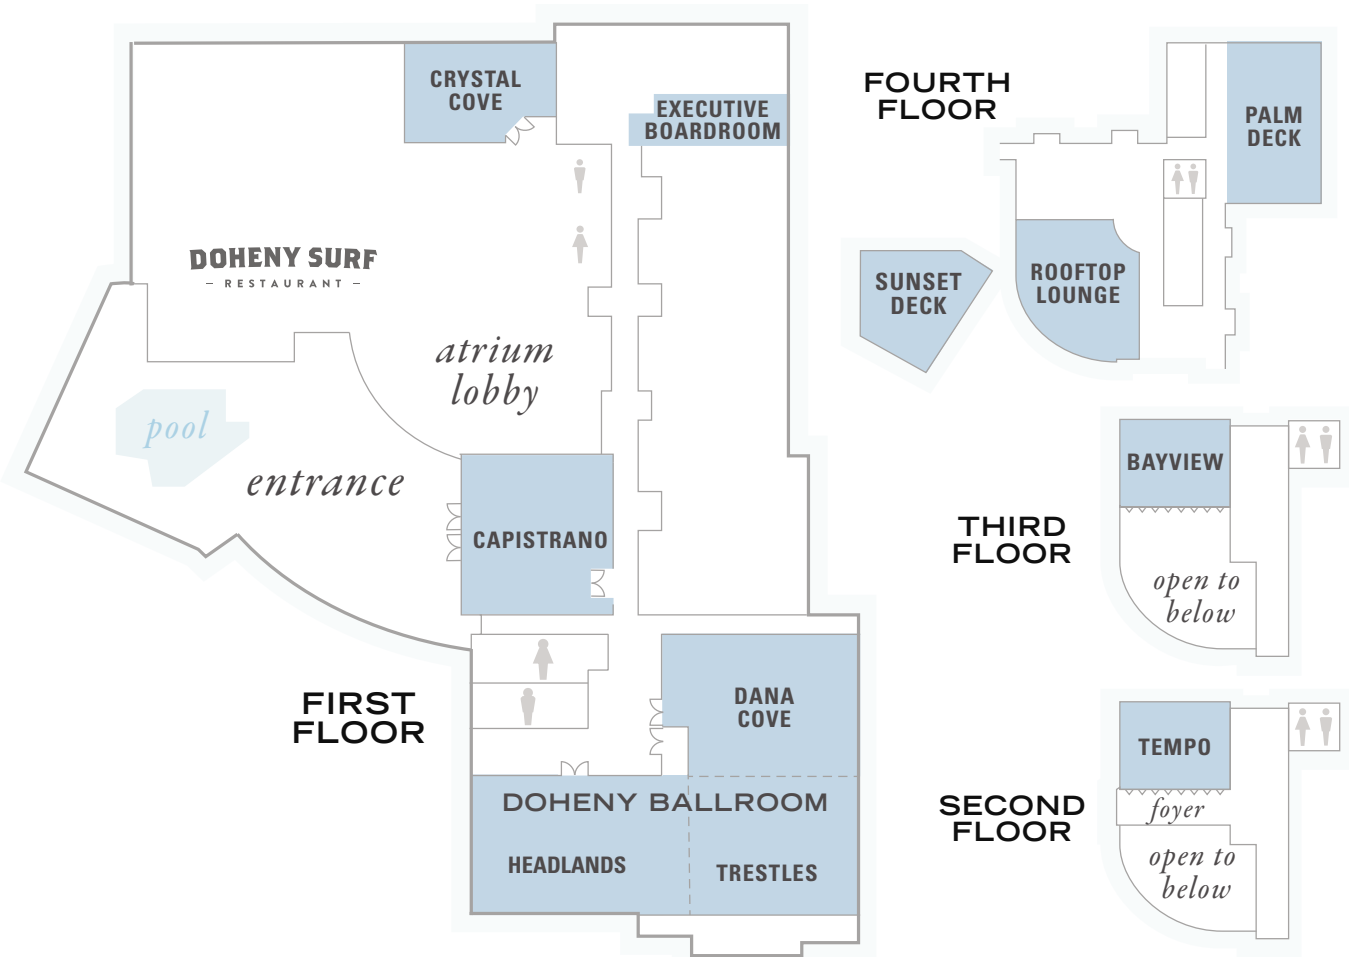 CRYSTAL
COVE
EXECUTIVE
BOARDROOM
DOHENY SURF
- RESTAURANT -
atrium
lobby
pool
entrance
CAPISTRANO
FIRST
FLOOR
DANA
COVE
DOHENY BALLROOM
HEADLANDS
TRESTLES
FOURTH
FLOOR
PALM
DECK
SUNSET
DECK
ROOFTOP
LOUNGE
THIRD
FLOOR
BAYVIEW
open to
below
SECOND
FLOOR
TEMPO
foyer
open to
below